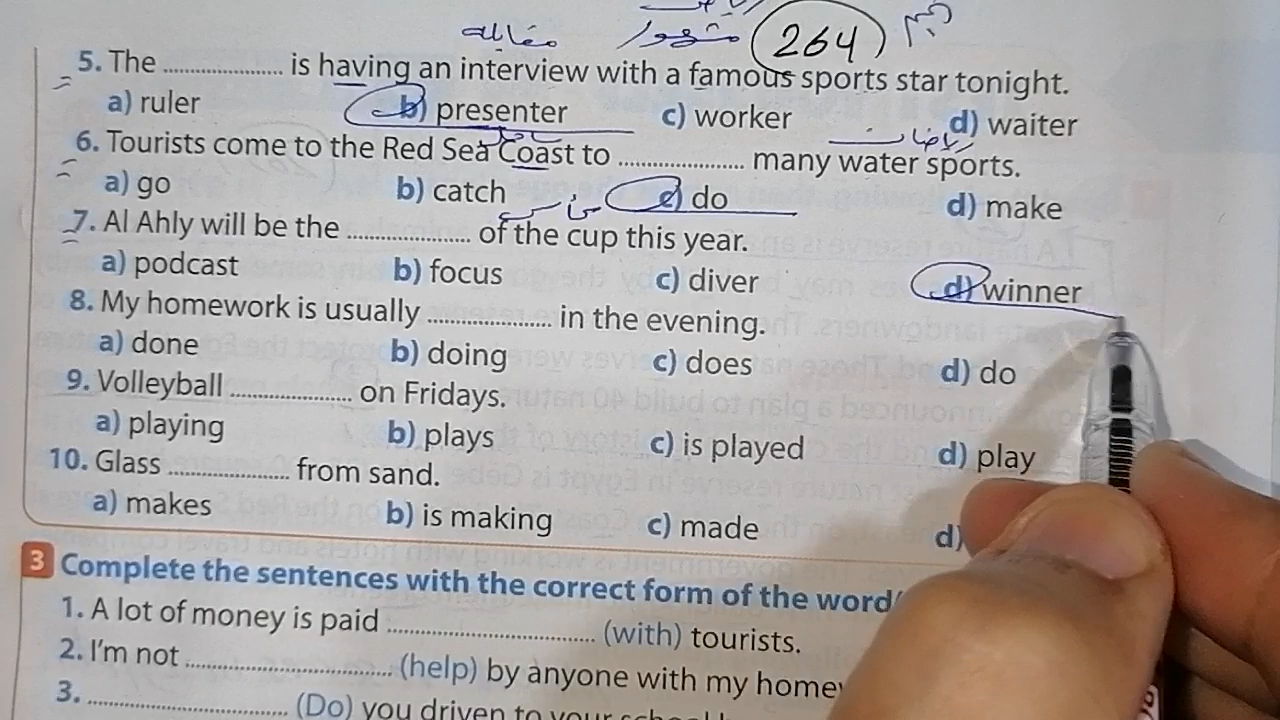 264
مشهور مقابله
5. The .................... is having an interview with a famous sports star tonight.
a) ruler b) presenter c) worker d) waiter
6. Tourists come to the Red Sea Coast to ..................... many water sports.
a) go b) catch c) do d) make
7. Al Ahly will be the .................... of the cup this year.
a) podcast b) focus c) diver d) winner
8. My homework is usually .................... in the evening.
a) done b) doing c) does d) do
9. Volleyball .................... on Fridays.
a) playing b) plays c) is played d) play
10. Glass .................... from sand.
a) makes b) is making c) made d)
3 Complete the sentences with the correct form of the word
1. A lot of money is paid .................... (with) tourists.
2. I'm not .................... (help) by anyone with my
3. .................... (Do) you driven to your